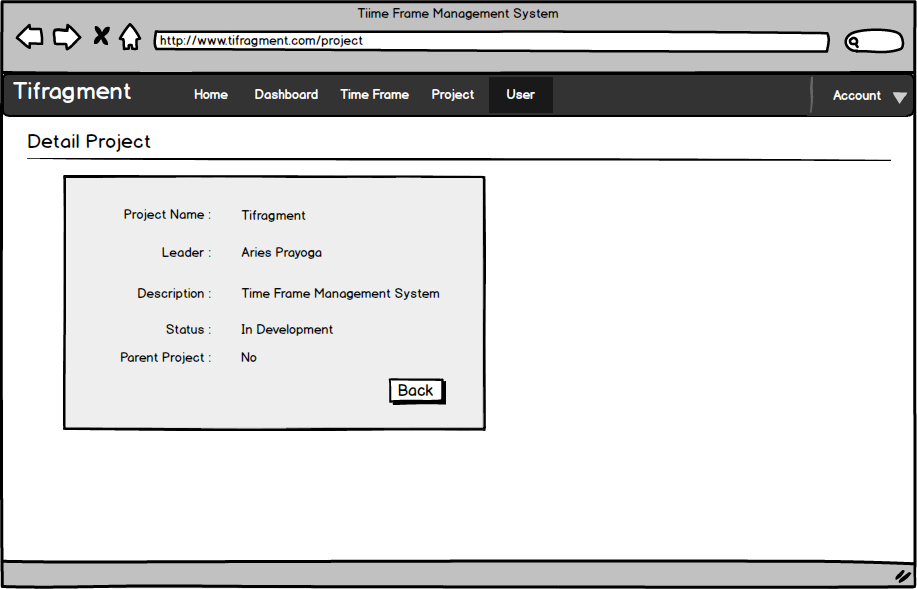 Tiime Frame Management System
http://www.tifragment.com/project
Tifragment Home Dashboard Time Frame Project User Account
Detail Project
Project Name : Tifragment
Leader : Aries Prayoga
Description : Time Frame Management System
Status : In Development
Parent Project : No
Back